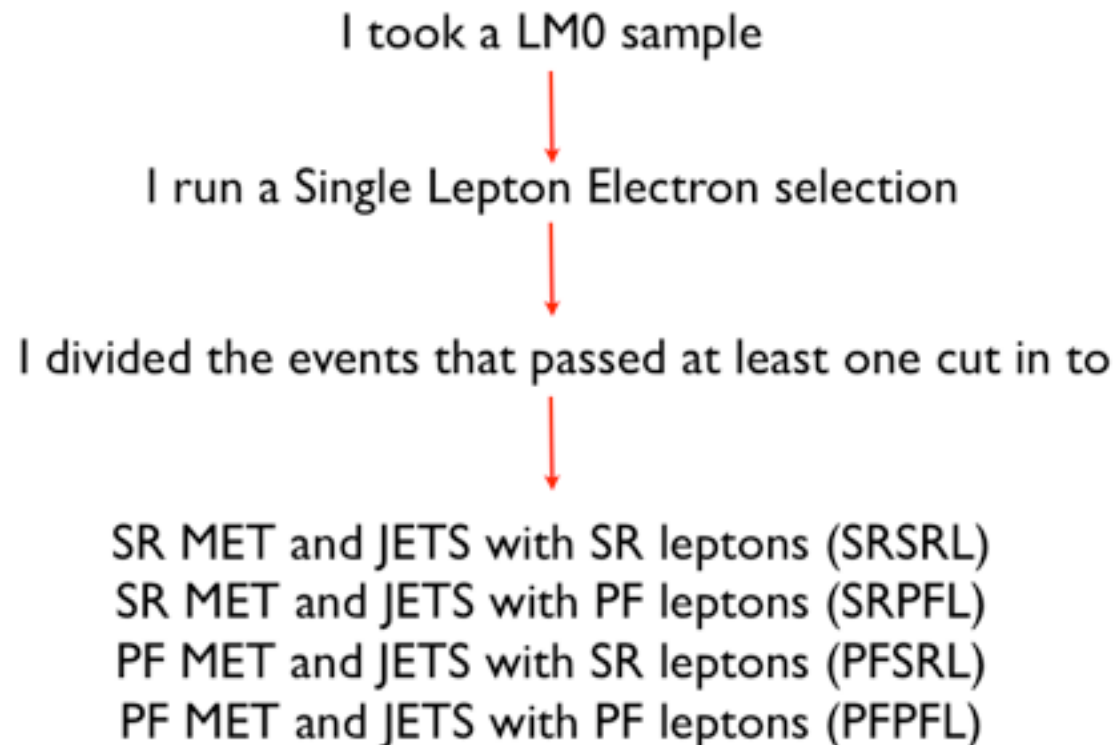 I took a LM0 sample
I run a Single Lepton Electron selection
I divided the events that passed at least one cut in to
SR MET and JETS with SR leptons (SRSRL)
SR MET and JETS with PF leptons (SRPFL)
PF MET and JETS with SR leptons (PFSRL)
PF MET and JETS with PF leptons (PFPFL)